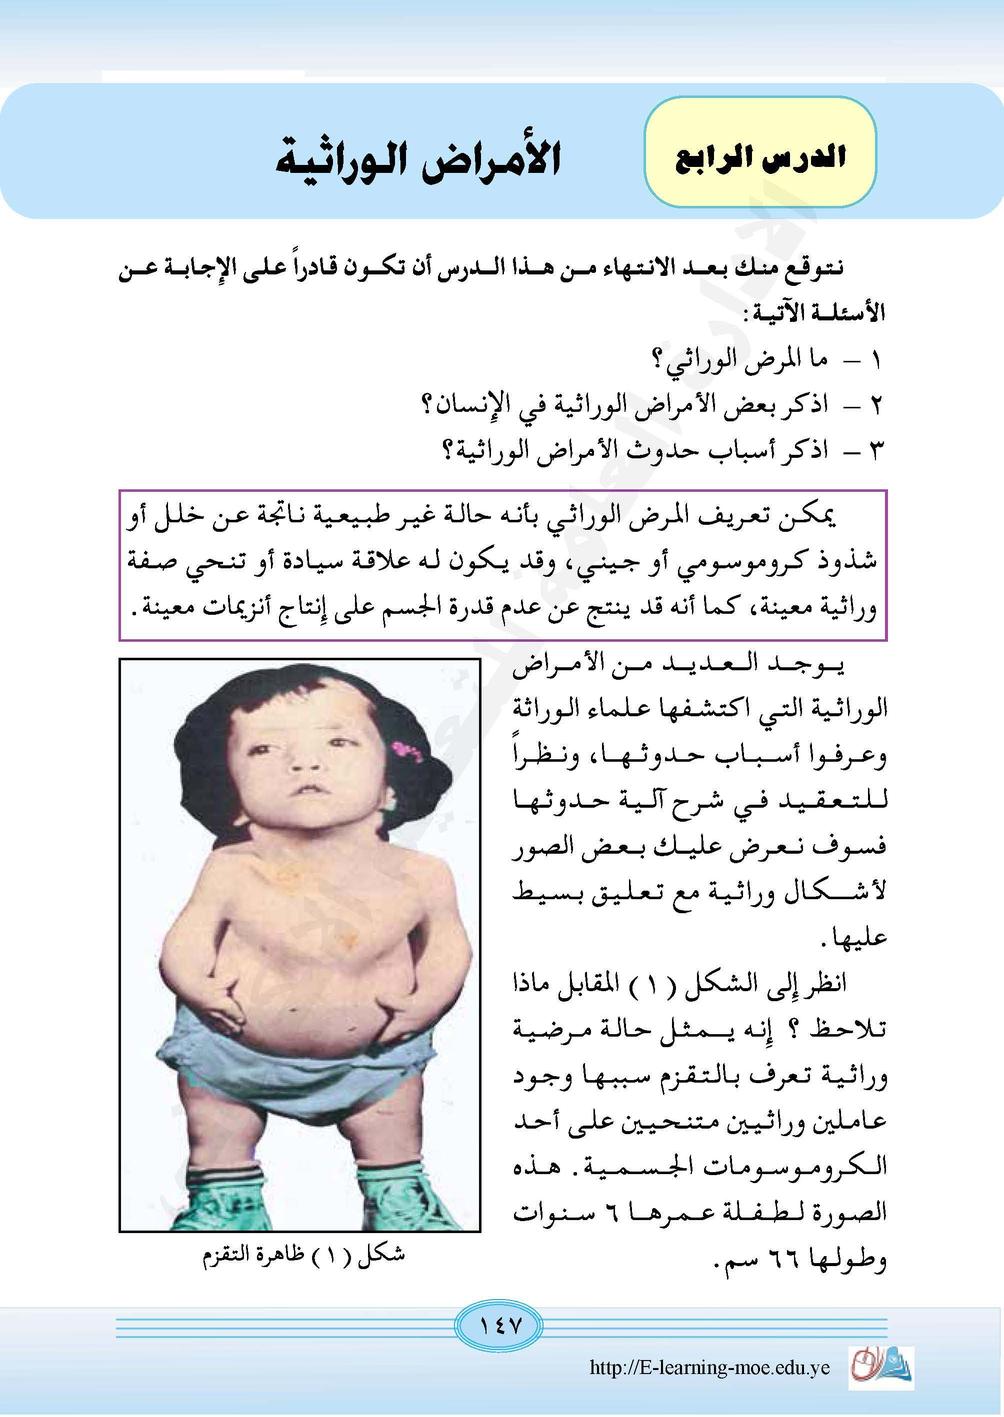 الدرس الرابع
الأمراض الوراثية
نتوقع منك بعد الانتهاء من هذا الدرس أن تكون قادراً على الإجابة عن
الأسئلة الآتية:
١ – ما المرض الوراثي؟
٢ – اذكر بعض الأمراض الوراثية في الإنسان؟
٣ – اذكر أسباب حدوث الأمراض الوراثية؟
يمكن تعريف المرض الوراثي بأنه حالة غير طبيعية ناتجة عن خلل أو
شذوذ كروموسومي أو جيني، وقد يكون له علاقة سيادة أو تنحي صفة
وراثية معينة، كما أنه قد ينتج عن عدم قدرة الجسم على إنتاج أنزيمات معينة.
يوجد العديد من الأمراض
الوراثية التي اكتشفها علماء الوراثة
وعرفوا أسباب حدوثها، ونظراً
للتعقيد في شرح آلية حدوثها
فسوف نعرض عليك بعض الصور
لأشكال وراثية مع تعليق بسيط
عليها.
انظر إلى الشكل (١) المقابل ماذا
تلاحظ ؟ إنه يمثل حالة مرضية
وراثية تعرف بالتقزم سببها وجود
عاملين وراثيين متنحيين على أحد
الكروموسومات الجسمية. هذه
الصورة لطفلة عمرها ٦ سنوات
وطولها ٦٦ سم.
شكل (١) ظاهرة التقزم
١٤٧
http://E-learning-moe.edu.ye